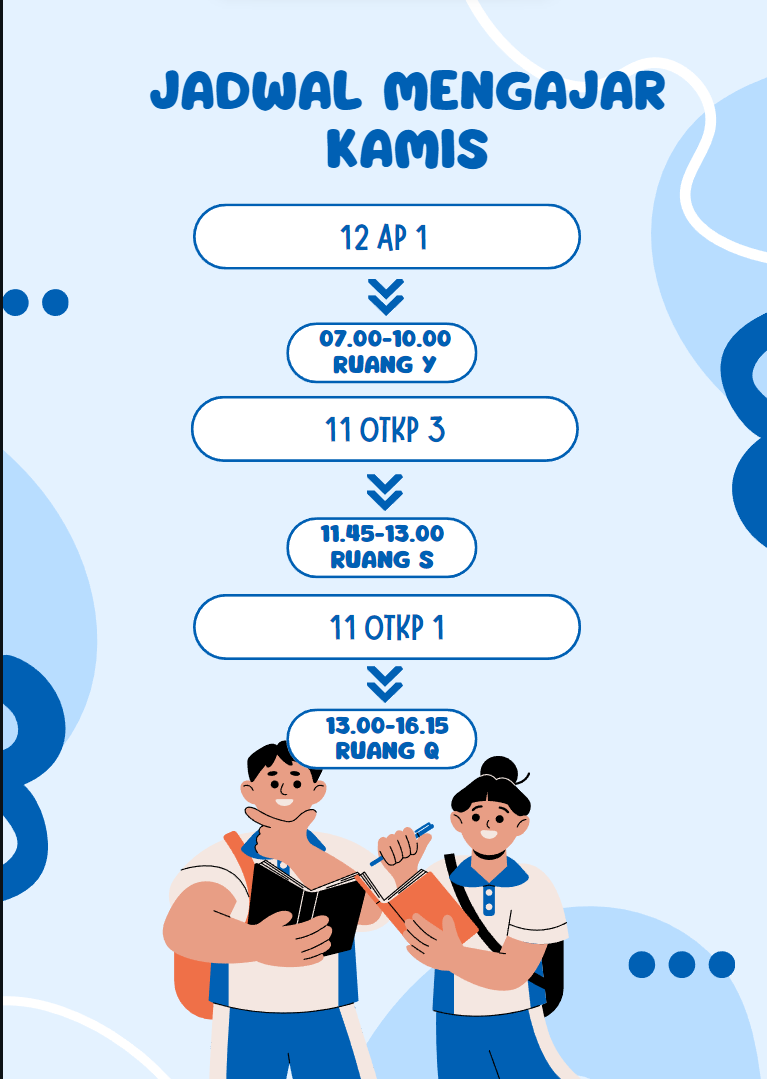 JADWAL MENGAJAR
KAMIS
12 AP 1
07.00-10.00
RUANG Y
11 OTKP 3
11.45-13.00
RUANG S
11 OTKP 1
13.00-16.15
RUANG Q